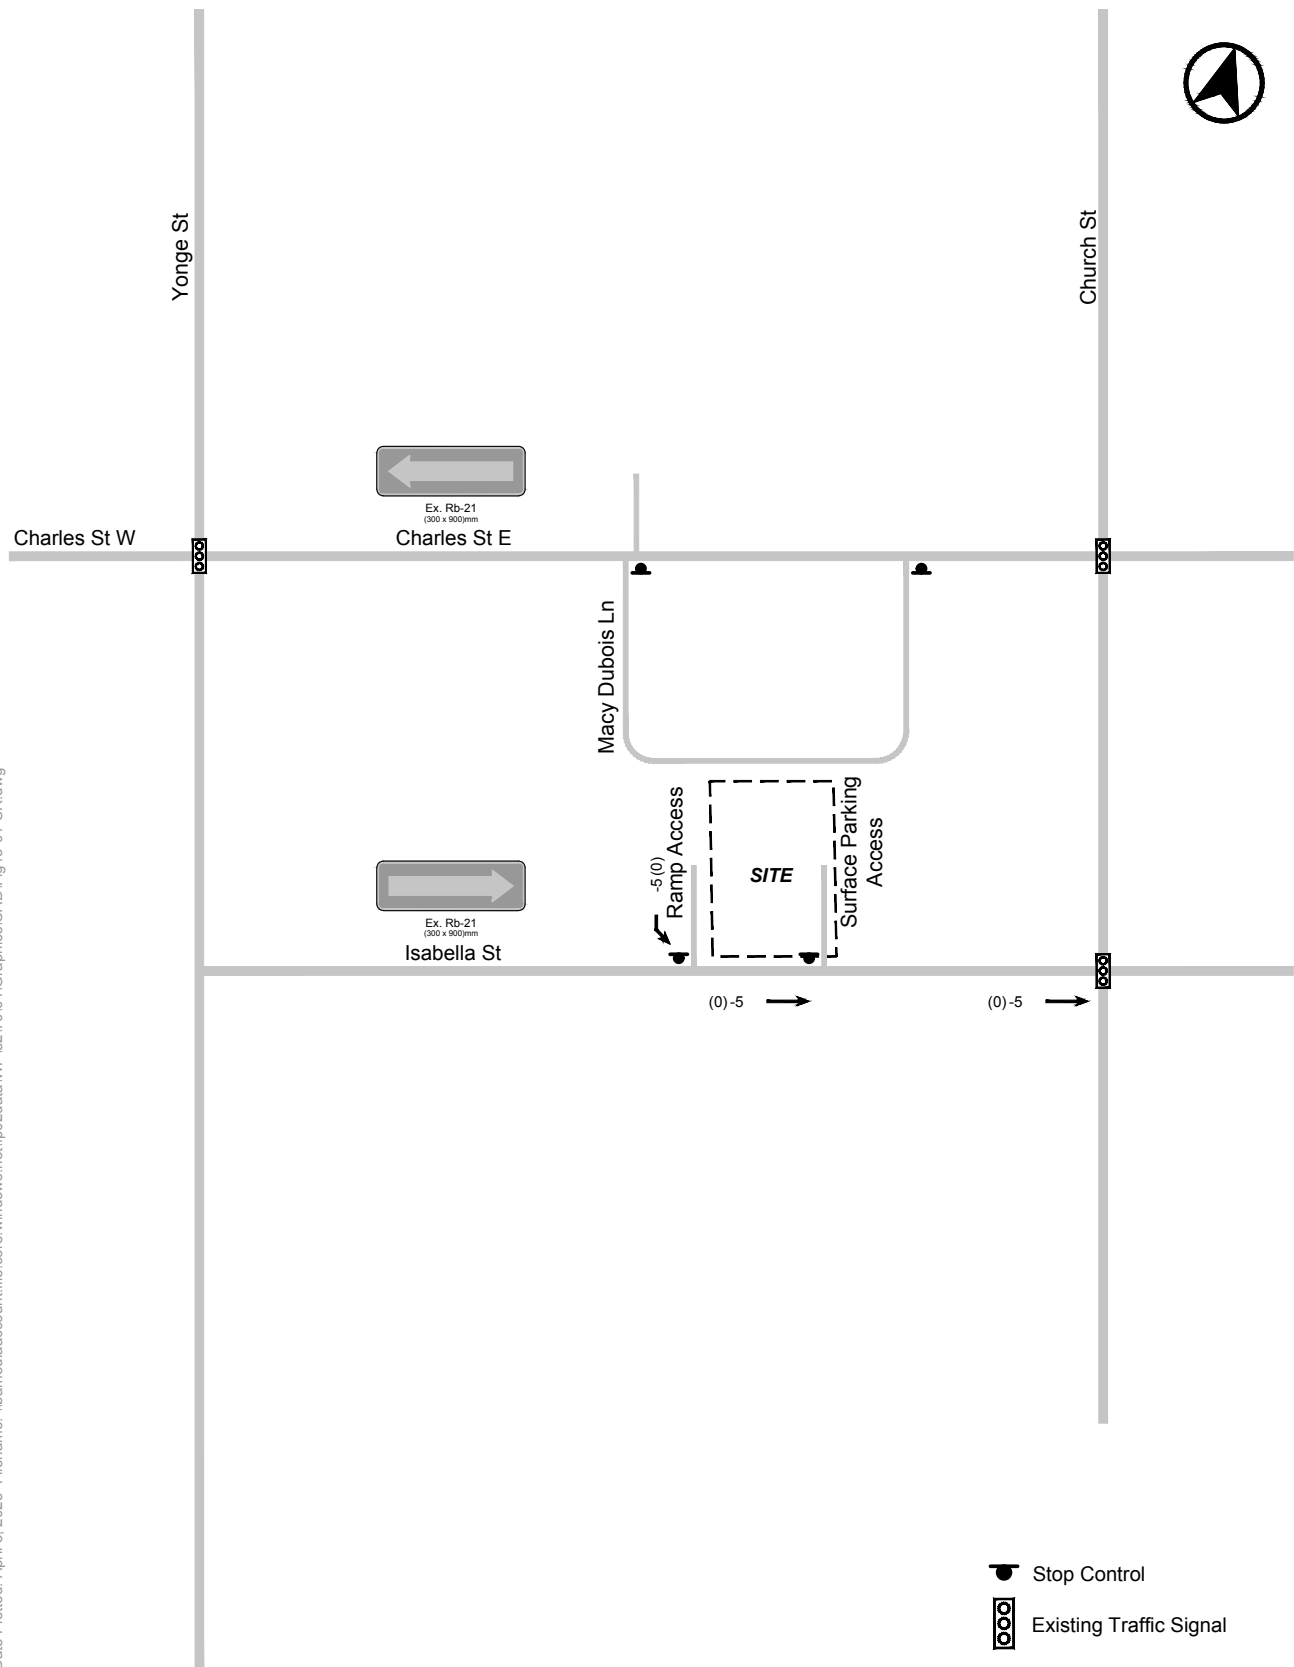 Yonge St
Church St
Ex. Rb-21
(300 x 900)mm
Charles St W
Charles St E
Macy Dubois Ln
-5 (0)
Ramp Access
SITE
Surface Parking
Access
Ex. Rb-21
(300 x 900)mm
Isabella St
(0) -5
(0) -5
Stop Control
Existing Traffic Signal